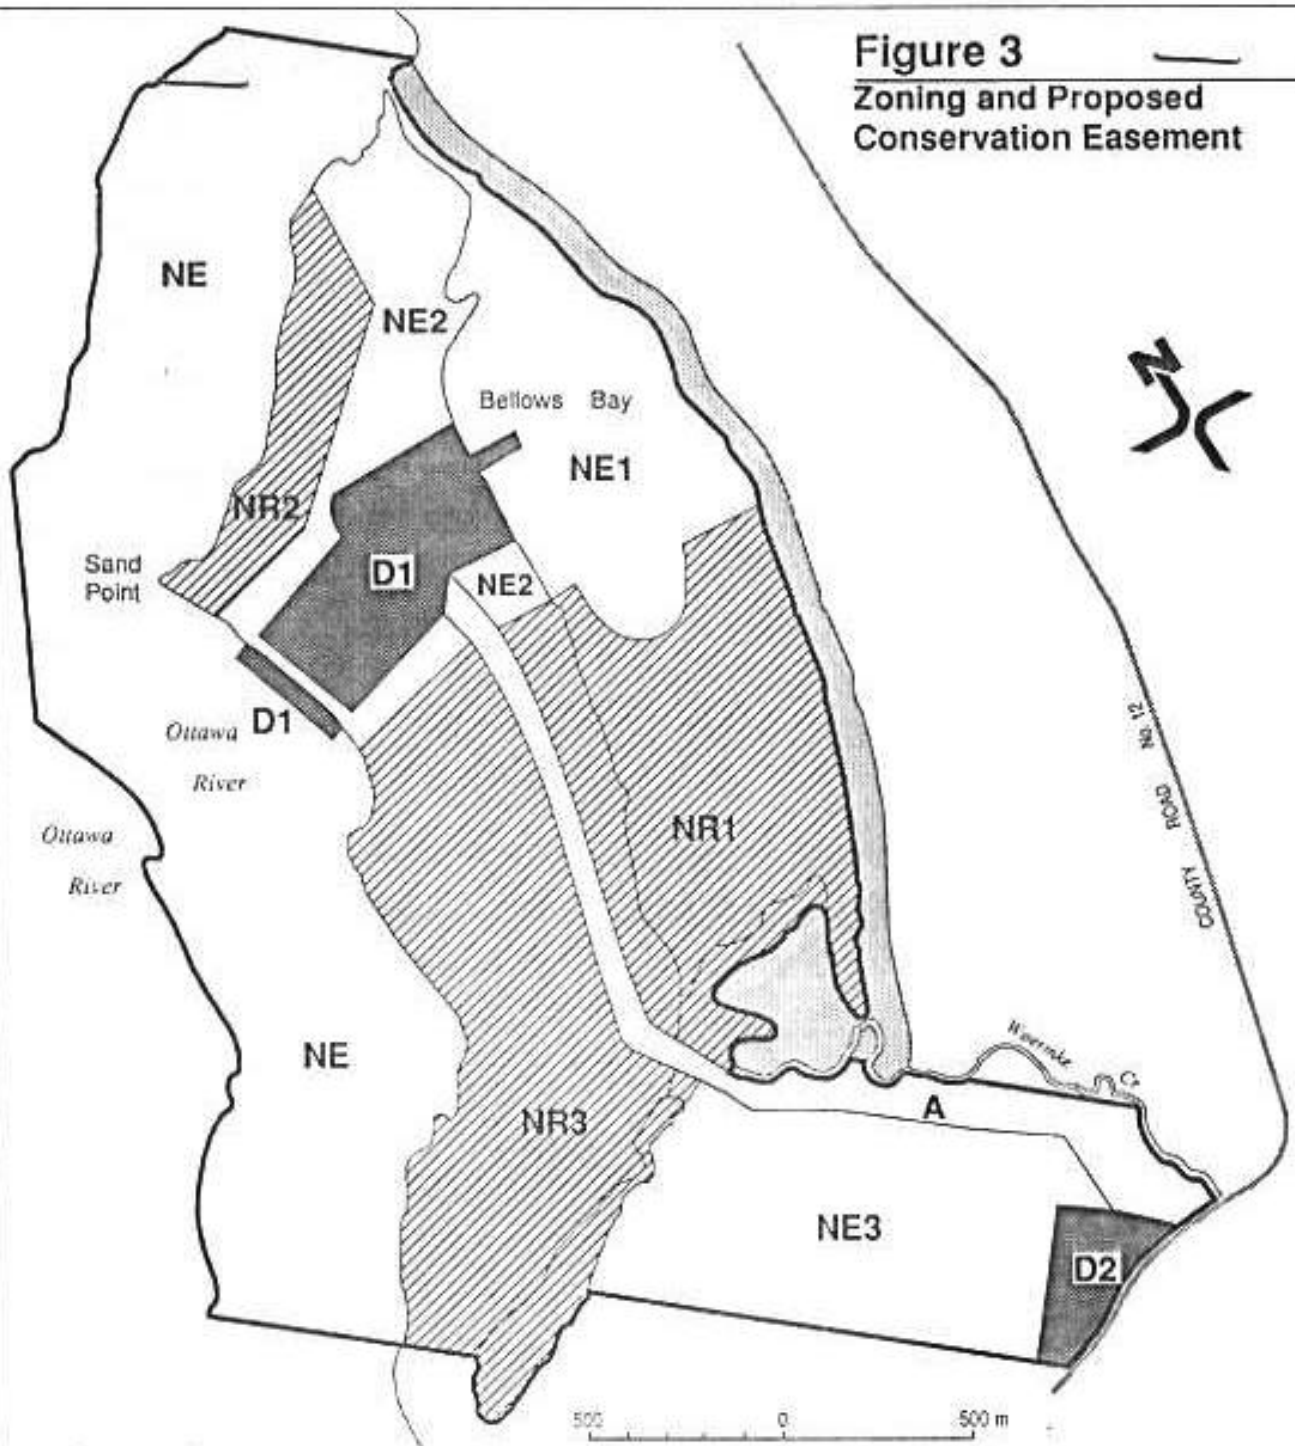 Figure 3
Zoning and Proposed
Conservation Easement
N
NE
NE2
Bellows Bay
NE1
NR2
Sand
Point
D1
NE2
D1
Ottawa
River
Ottawa
River
NR1
COUNTY ROAD No. 12
NE
A
Cr
NR3
NE3
D2
500 0 500 m